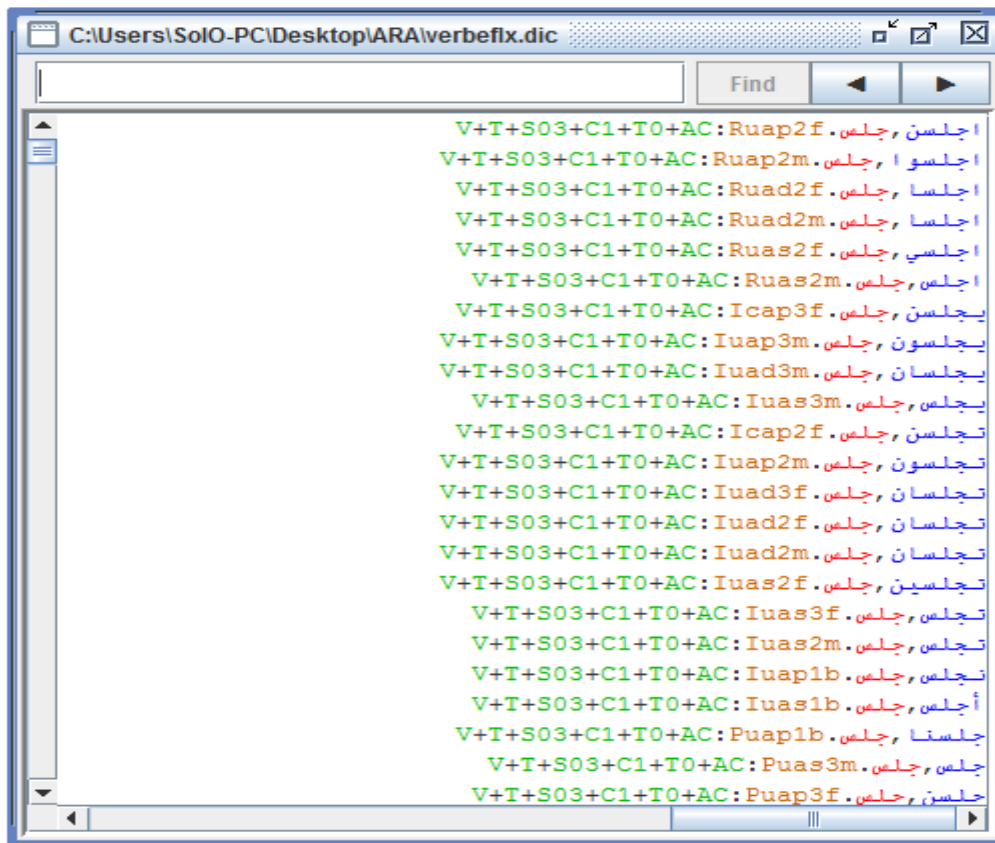 C:\Users\SolO-PC\Desktop\ARA\verbeflx.dic
Find
اجلسن,جلس.V+T+S03+C1+T0+AC:Ruap2f
اجلسوا,جلس.V+T+S03+C1+T0+AC:Ruap2m
اجلسا,جلس.V+T+S03+C1+T0+AC:Ruad2f
اجلسا,جلس.V+T+S03+C1+T0+AC:Ruad2m
اجلسي,جلس.V+T+S03+C1+T0+AC:Ruas2f
اجلس,جلس.V+T+S03+C1+T0+AC:Ruas2m
يجلسن,جلس.V+T+S03+C1+T0+AC:Icap3f
يجلسون,جلس.V+T+S03+C1+T0+AC:Iuap3m
يجلسان,جلس.V+T+S03+C1+T0+AC:Iuad3m
يجلس,جلس.V+T+S03+C1+T0+AC:Iuas3m
تجلسن,جلس.V+T+S03+C1+T0+AC:Icap2f
تجلسون,جلس.V+T+S03+C1+T0+AC:Iuap2m
تجلسان,جلس.V+T+S03+C1+T0+AC:Iuad3f
تجلسان,جلس.V+T+S03+C1+T0+AC:Iuad2f
تجلسان,جلس.V+T+S03+C1+T0+AC:Iuad2m
تجلسين,جلس.V+T+S03+C1+T0+AC:Iuas2f
تجلس,جلس.V+T+S03+C1+T0+AC:Iuas3f
تجلس,جلس.V+T+S03+C1+T0+AC:Iuas2m
نجلس,جلس.V+T+S03+C1+T0+AC:Iuap1b
أجلس,جلس.V+T+S03+C1+T0+AC:Iuas1b
جلسنا,جلس.V+T+S03+C1+T0+AC:Puap1b
جلس,جلس.V+T+S03+C1+T0+AC:Puas3m
جلسن,جلس.V+T+S03+C1+T0+AC:Puap3f